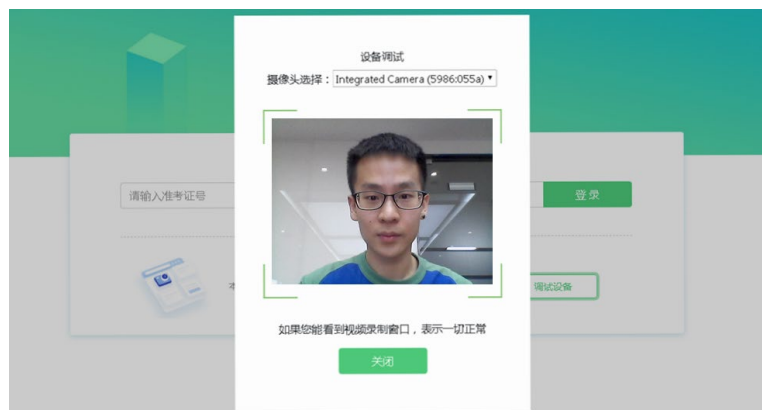 设备调试
摄像头选择：Integrated Camera (5986:055a)
请输入准考证号
登录
本
调试设备
如果您能看到视频录制窗口，表示一切正常
关闭